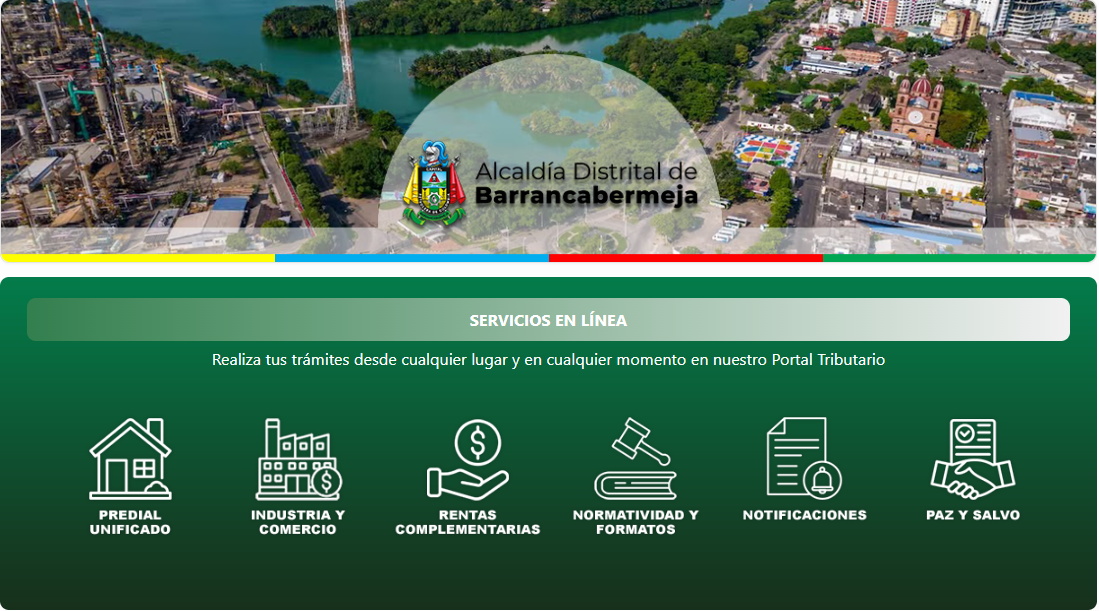 Alcaldía Distrital de
Barrancabermeja
SERVICIOS EN LÍNEA
Realiza tus trámites desde cualquier lugar y en cualquier momento en nuestro Portal Tributario
PREDIAL
UNIFICADO
INDUSTRIA Y
COMERCIO
RENTAS
COMPLEMENTARIAS
NORMATIVIDAD Y
FORMATOS
NOTIFICACIONES
PAZ Y SALVO